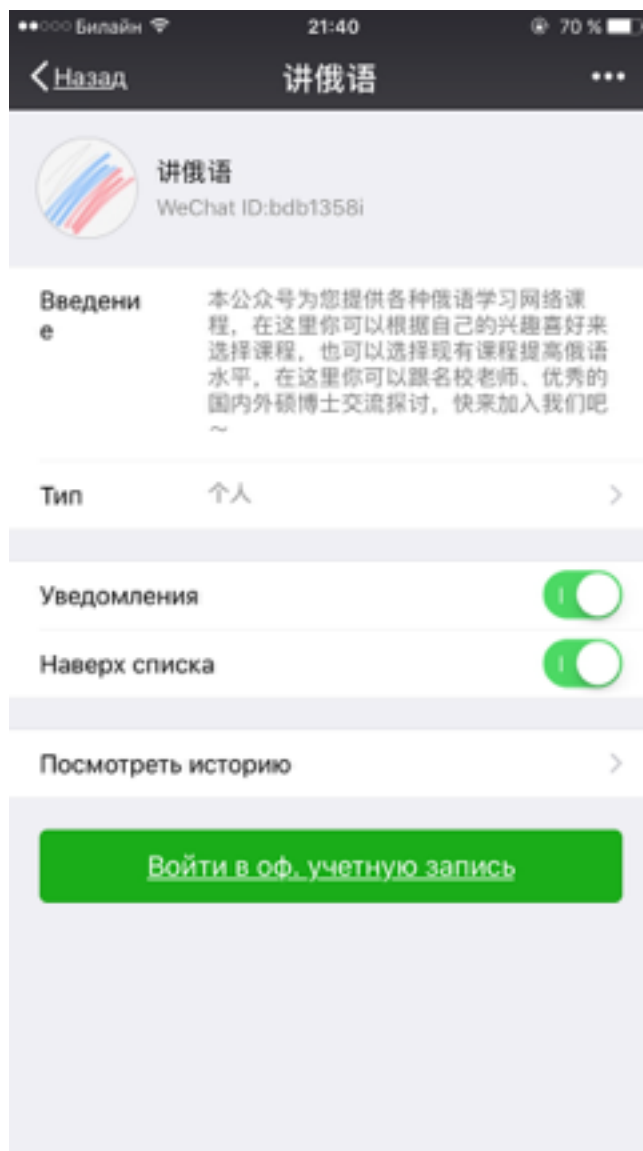 Билайн 21:40 70 %
Назад 讲俄语
讲俄语
WeChat ID:bdb1358i
Введени
е
本公众号为您提供各种俄语学习网络课
程，在这里你可以根据自己的兴趣喜好来
选择课程，也可以选择现有课程提高俄语
水平，在这里你可以跟名校老师、优秀的
国内外硕博士交流探讨，快来加入我们吧
～
Тип 个人
Уведомления
Наверх списка
Посмотреть историю
Войти в оф. учетную запись